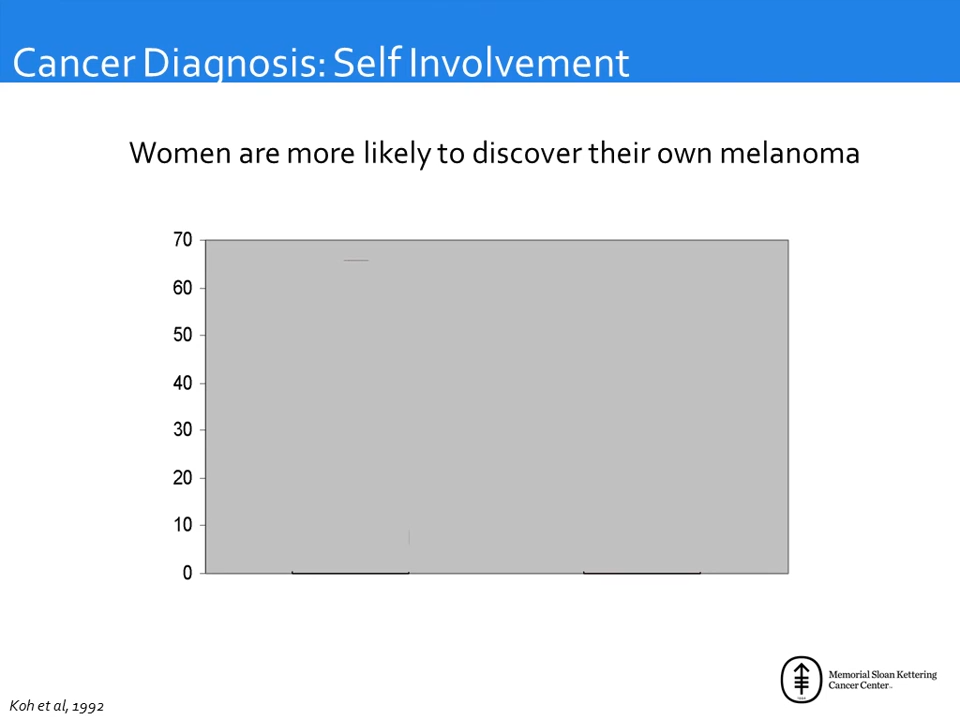 Cancer Diagnosis: Self Involvement
Women are more likely to discover their own melanoma
70
60
50
40
30
20
10
0
Memorial Sloan Kettering
Cancer Center
Koh et al, 1992